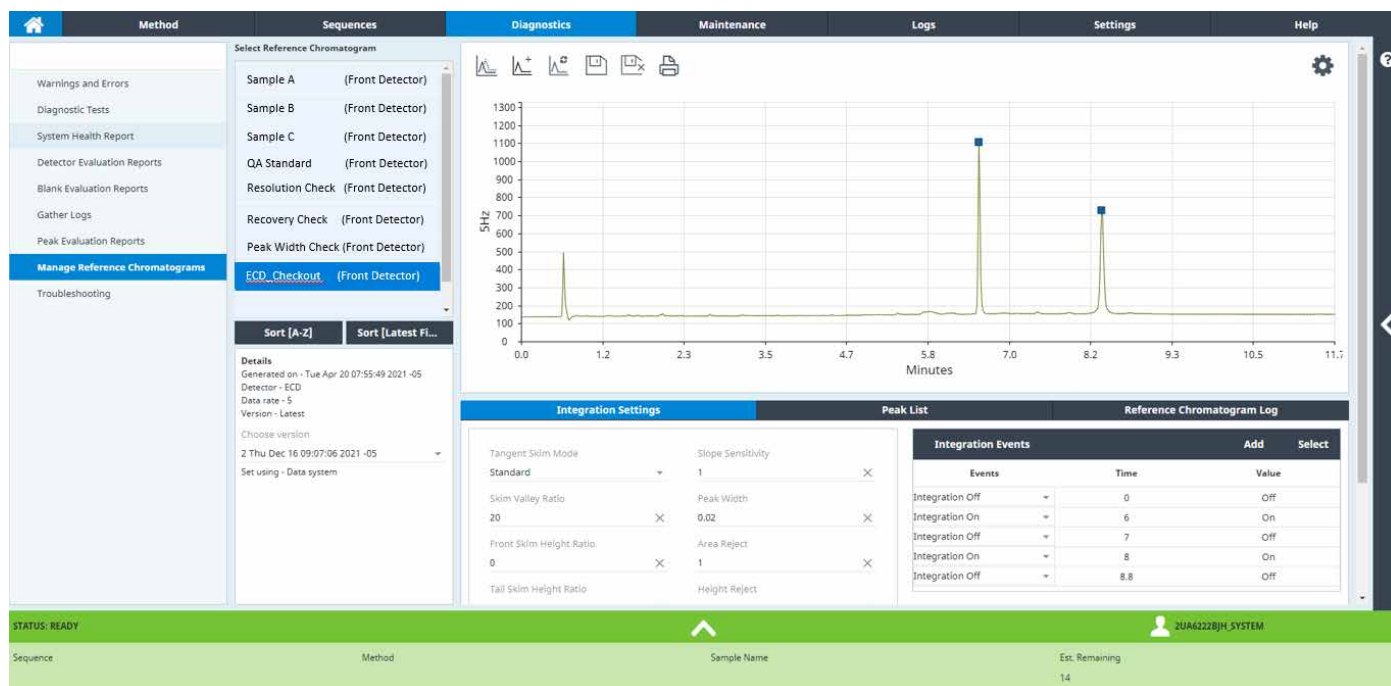 Method Sequences Diagnostics Maintenance Logs Settings Help
Warnings and Errors
Diagnostic Tests
System Health Report
Detector Evaluation Reports
Blank Evaluation Reports
Gather Logs
Peak Evaluation Reports
Manage Reference Chromatograms
Troubleshooting
Select Reference Chromatogram
Sample A (Front Detector)
Sample B (Front Detector)
Sample C (Front Detector)
QA Standard (Front Detector)
Resolution Check (Front Detector)
Recovery Check (Front Detector)
Peak Width Check (Front Detector)
ECD_Checkout (Front Detector)
Sort [A-Z] Sort [Latest Fi...
Details
Generated on - Tue Apr 20 07:55:49 2021 -05
Detector - ECD
Data rate - 5
Version - Latest
Choose version
2 Thu Dec 16 09:07:06 2021 -05
Set using - Data system
1300
1200
1100
1000
900
800
700
600
500
400
300
200
100
0
5Hz
0.0 1.2 2.3 3.5 4.7 5.8 7.0 8.2 9.3 10.5 11.7
Minutes
Integration Settings Peak List Reference Chromatogram Log
Tangent Skim Mode Slope Sensitivity
Standard 1
Skim Valley Ratio Peak Width
20 0.02
Front Skim Height Ratio Area Reject
0 1
Tail Skim Height Ratio Height Reject
Integration Events Add Select
Events Time Value
Integration Off 0 Off
Integration On 6 On
Integration Off 7 Off
Integration On 8 On
Integration Off 8.8 Off
STATUS: READY 2UA6222BJH_SYSTEM
Sequence Method Sample Name Est. Remaining
14